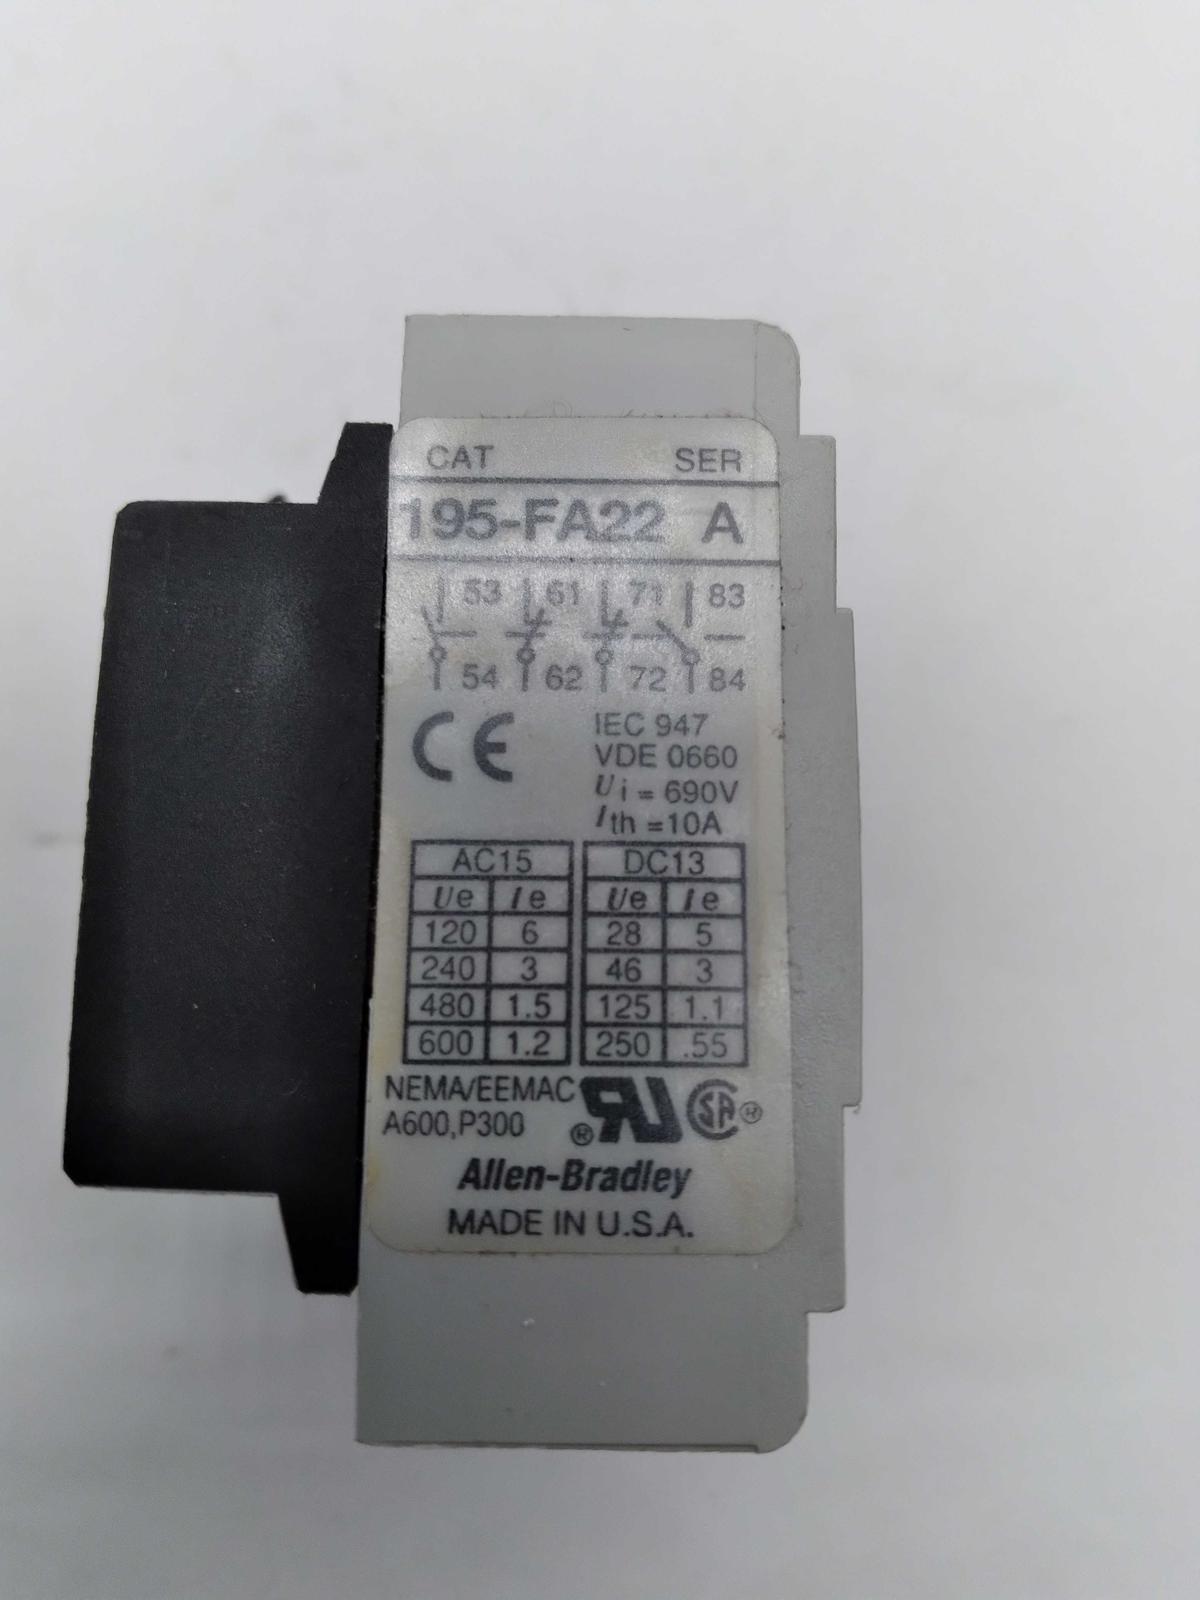 CAT SER
195-FA22 A
53 61 71 83
54 62 72 84
CE IEC 947
VDE 0660
Ui = 690V
Ith =10A
AC15 DC13
Ue Ie Ue Ie
120 6 28 5
240 3 46 3
480 1.5 125 1.1
600 1.2 250 .55
NEMA/EEMAC
A600,P300 ® RU SA ®
Allen-Bradley
MADE IN U.S.A.